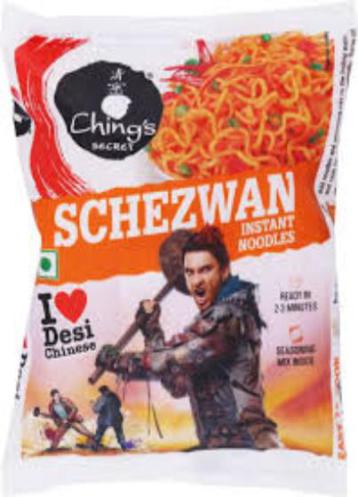 Ching's
SECRET
SCHEZWAN
INSTANT
NOODLES
I
Desi
Chinese
READY IN
2-3 MINUTES
SEASONING
MIX INSIDE